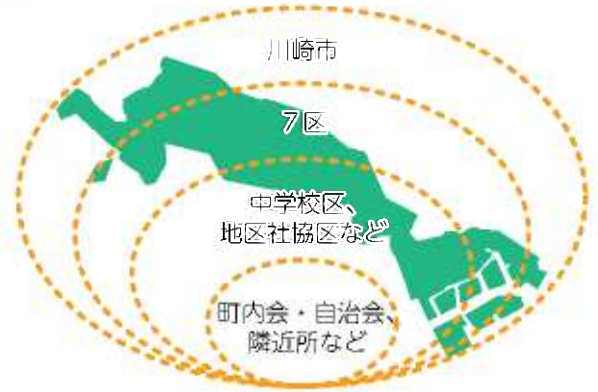 川崎市
7区
中学校区、
地区社協区など
町内会・自治会、
隣近所など